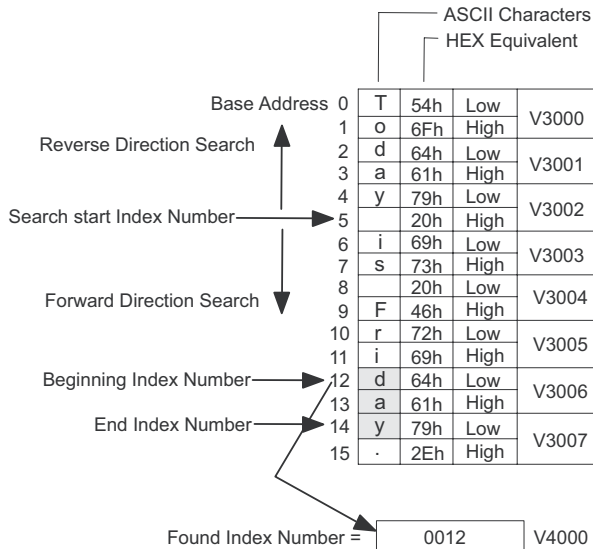 ASCII Characters
HEX Equivalent
Base Address 0 T 54h Low V3000
1 o 6Fh High
Reverse Direction Search
2 d 64h Low V3001
3 a 61h High
4 y 79h Low V3002
Search start Index Number 5 20h High
6 i 69h Low V3003
7 s 73h High
8 20h Low V3004
Forward Direction Search 9 F 46h High
10 r 72h Low V3005
11 i 69h High
Beginning Index Number 12 d 64h Low V3006
13 a 61h High
End Index Number 14 y 79h Low V3007
15 . 2Eh High
Found Index Number = 0012 V4000